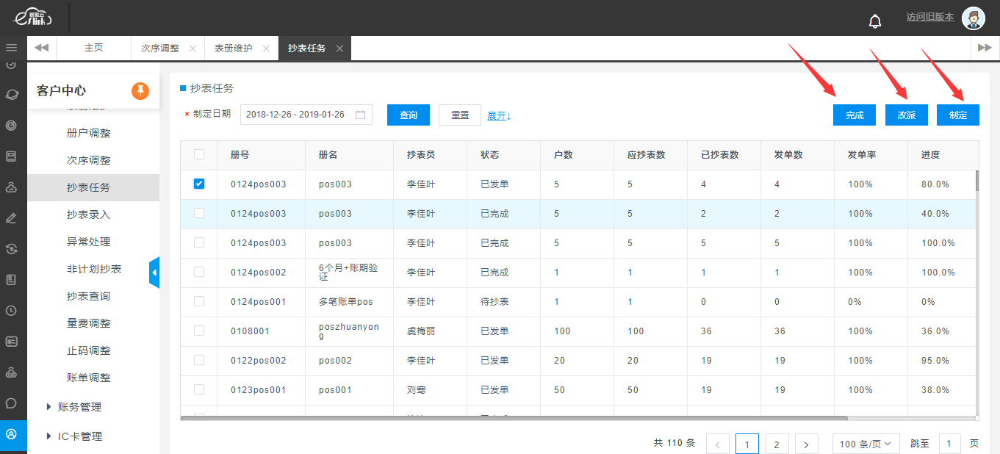 访问旧版本
主页 次序调整 表册维护 抄表任务
客户中心
册户调整
次序调整
抄表任务
抄表录入
异常处理
非计划抄表
抄表查询
量费调整
止码调整
账单调整
账务管理
IC卡管理
抄表任务
* 制定日期 2018-12-26 - 2019-01-26 查询 重置 展开↓ 完成 改派 制定
册号 册名 抄表员 状态 户数 应抄表数 已抄表数 发单数 发单率 进度
0124pos003 pos003 李佳叶 已发单 5 5 4 4 100% 80.0%
0124pos003 pos003 李佳叶 已完成 5 5 2 2 100% 40.0%
0124pos003 pos003 李佳叶 已完成 5 5 5 5 100% 100.0%
0124pos002 6个月+账期验证 李佳叶 已完成 1 1 1 1 100% 100.0%
0124pos001 多笔账单pos 李佳叶 待抄表 1 1 0 0 0% 0%
0108001 poszhuanyong 虞梅丽 已发单 100 100 36 36 100% 36.0%
0122pos002 pos002 李佳叶 已发单 20 20 19 19 100% 95.0%
0123pos001 pos001 刘骞 已发单 50 50 19 19 100% 38.0%
共 110 条 < 1 2 > 100 条/页 跳至 1 页